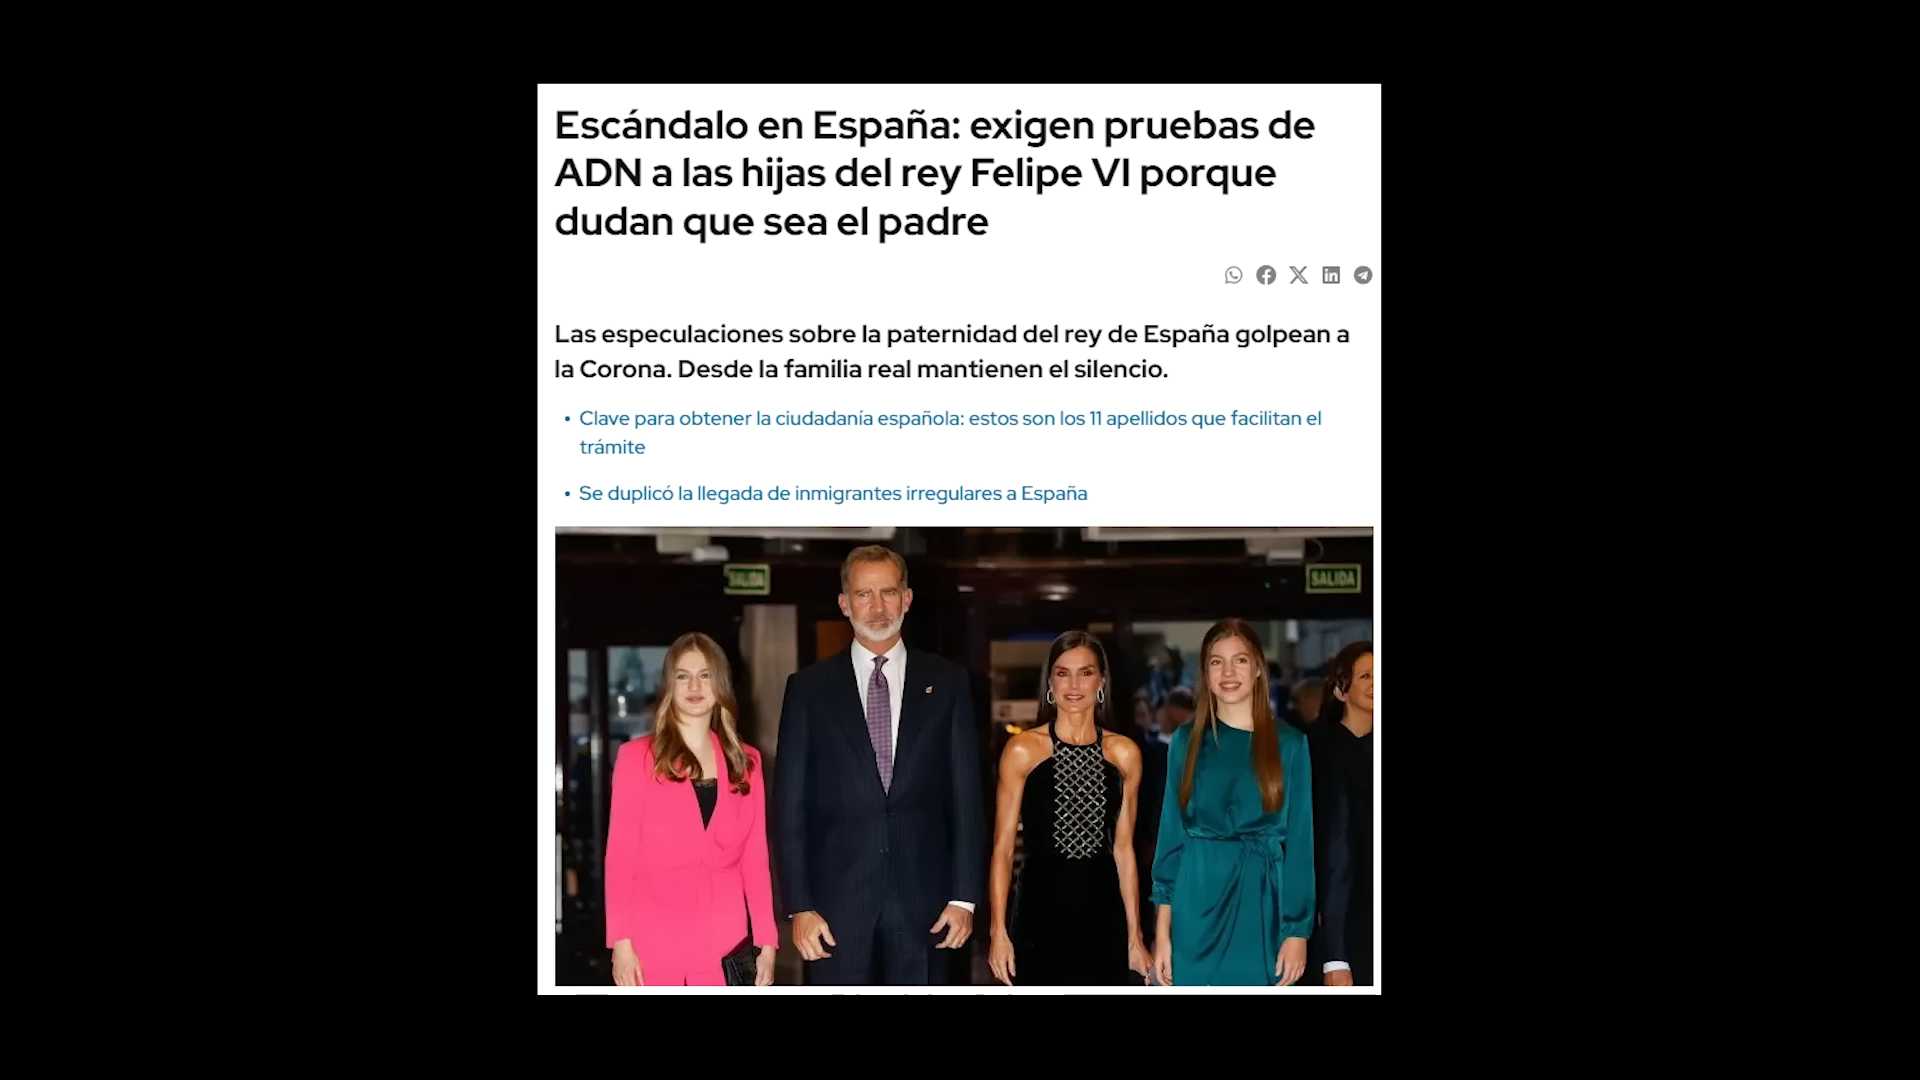 Escándalo en España: exigen pruebas de
ADN a las hijas del rey Felipe VI porque
dudan que sea el padre
Las especulaciones sobre la paternidad del rey de España golpean a
la Corona. Desde la familia real mantienen el silencio.
• Clave para obtener la ciudadanía española: estos son los 11 apellidos que facilitan el
trámite
• Se duplicó la llegada de inmigrantes irregulares a España
SALIDA
SALIDA